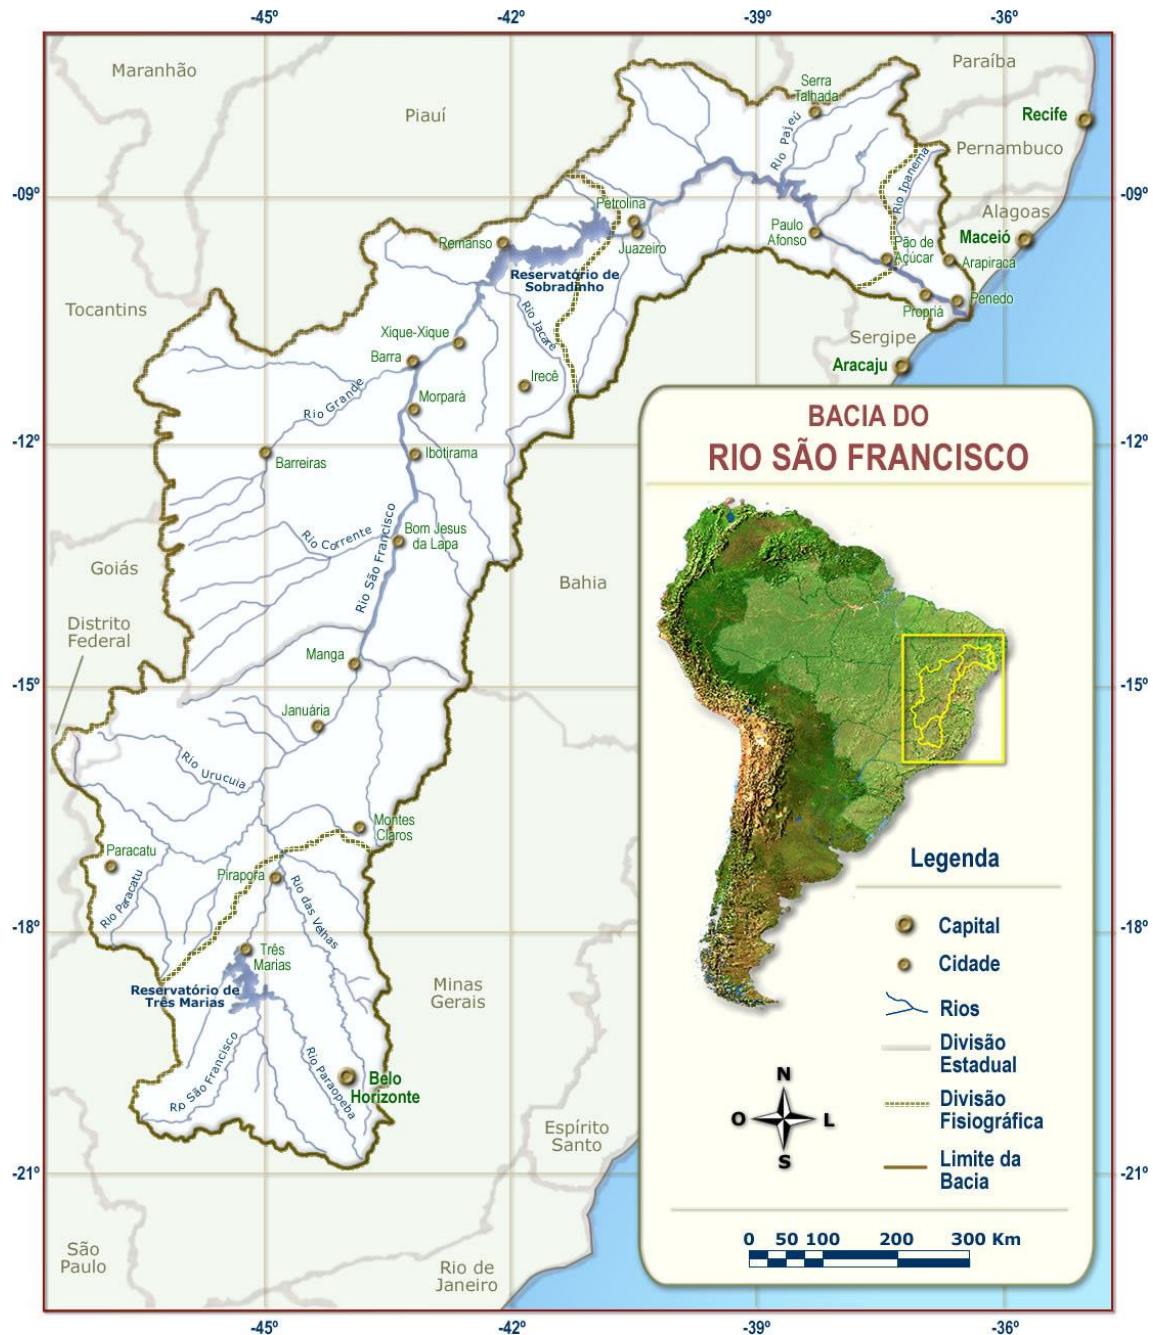 -45º
-42º
-39º
-36º
Maranhão
Paraíba
Serra
Talhada
Piauí
Recife
Rio Pajeú
Pernambuco
Rio Ipanema
-09º
-09º
Petrolina
Alagoas
Paulo
Afonso
Maceió
Remanso
Juazeiro
Pão de
Açúcar
Arapiraca
Reservatório de
Sobradinho
Tocantins
Propriá
Penedo
Rio Jacaré
Xique-Xique
Sergipe
Barra
Aracaju
Irecê
Rio Grande
Morpará
-12º
-12º
Barreiras
Ibotirama
Rio Corrente
Bom Jesus
da Lapa
Rio São Francisco
Goiás
Bahia
Distrito
Federal
Manga
-15º
-15º
Januária
Rio Urucuia
Montes
Claros
Paracatu
Rio Paracatu
Pirapora
Rio das Velhas
-18º
-18º
Três
Marias
Reservatório de
Três Marias
Minas
Gerais
Rio São Francisco
Rio Paraopeba
Belo
Horizonte
Espírito
Santo
-21º
-21º
São
Paulo
Rio de
Janeiro
BACIA DO
RIO SÃO FRANCISCO
Legenda
Capital
Cidade
Rios
Divisão
Estadual
Divisão
Fisiográfica
Limite da
Bacia
N
O
L
S
0 50 100 200 300 Km
-45º
-42º
-39º
-36º